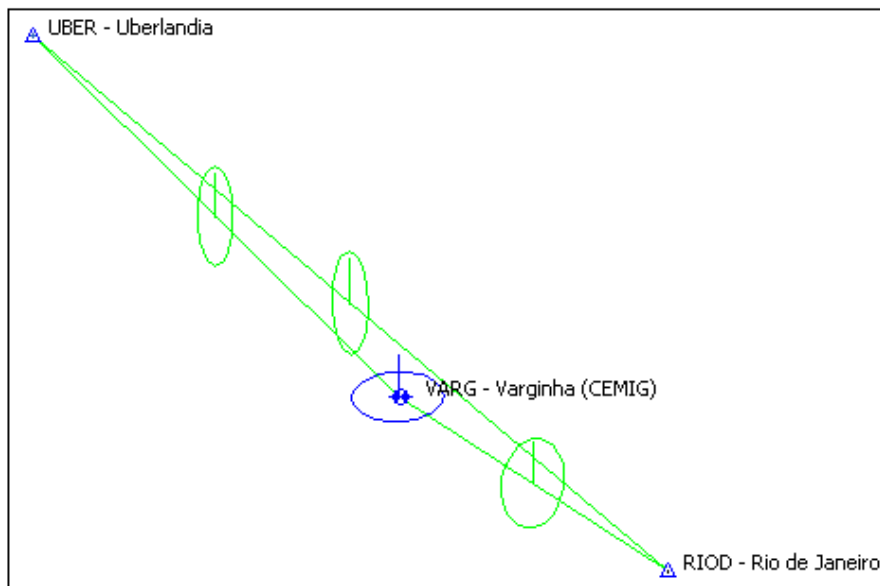 UBER - Uberlandia
VARG - Varginha (CEMIG)
RIOD - Rio de Janeiro